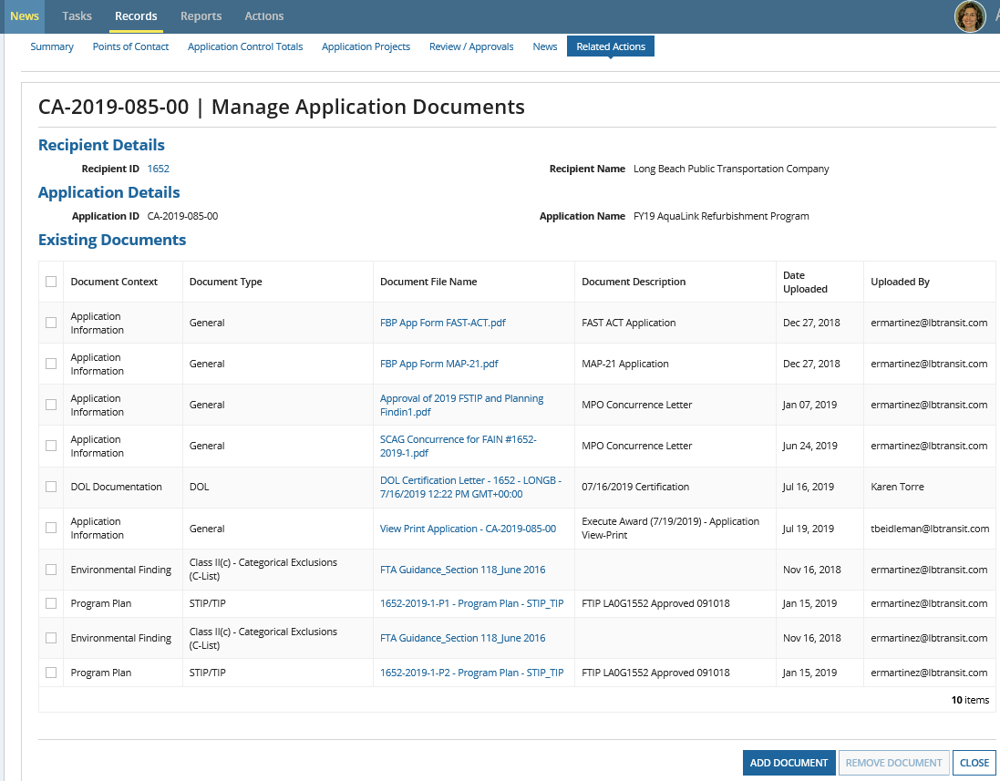 News Tasks Records Reports Actions
Summary Points of Contact Application Control Totals Application Projects Review / Approvals News Related Actions
CA-2019-085-00 | Manage Application Documents
Recipient Details
Recipient ID 1652 Recipient Name Long Beach Public Transportation Company
Application Details
Application ID CA-2019-085-00 Application Name FY19 AquaLink Refurbishment Program
Existing Documents
Document Context Document Type Document File Name Document Description Date Uploaded Uploaded By
Application Information General FBP App Form FAST-ACT.pdf FAST ACT Application Dec 27, 2018 ermartinez@lbtransit.com
Application Information General FBP App Form MAP-21.pdf MAP-21 Application Dec 27, 2018 ermartinez@lbtransit.com
Application Information General Approval of 2019 FSTIP and Planning Findin1.pdf MPO Concurrence Letter Jan 07, 2019 ermartinez@lbtransit.com
Application Information General SCAG Concurrence for FAIN #1652-2019-1.pdf MPO Concurrence Letter Jun 24, 2019 ermartinez@lbtransit.com
DOL Documentation DOL DOL Certification Letter - 1652 - LONGB - 7/16/2019 12:22 PM GMT+00:00 07/16/2019 Certification Jul 16, 2019 Karen Torre
Application Information General View Print Application - CA-2019-085-00 Execute Award (7/19/2019) - Application View-Print Jul 19, 2019 tbeidleman@lbtransit.com
Environmental Finding Class II(c) - Categorical Exclusions (C-List) FTA Guidance_Section 118_June 2016 Nov 16, 2018 ermartinez@lbtransit.com
Program Plan STIP/TIP 1652-2019-1-P1 - Program Plan - STIP_TIP FTIP LA0G1552 Approved 091018 Jan 15, 2019 ermartinez@lbtransit.com
Environmental Finding Class II(c) - Categorical Exclusions (C-List) FTA Guidance_Section 118_June 2016 Nov 16, 2018 ermartinez@lbtransit.com
Program Plan STIP/TIP 1652-2019-1-P2 - Program Plan - STIP_TIP FTIP LA0G1552 Approved 091018 Jan 15, 2019 ermartinez@lbtransit.com
10 items
ADD DOCUMENT REMOVE DOCUMENT CLOSE